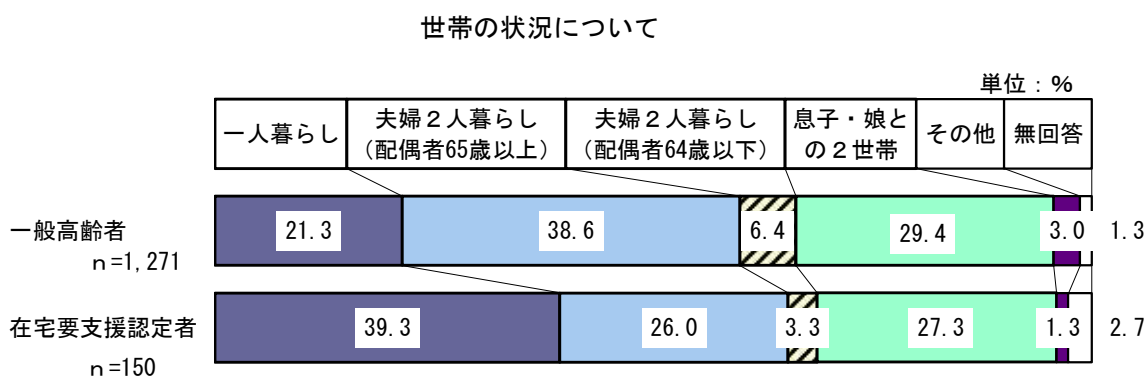 世帯の状況について
単位：％
一人暮らし
夫婦２人暮らし
（配偶者65歳以上）
夫婦２人暮らし
（配偶者64歳以下）
息子・娘と
の２世帯
その他
無回答
一般高齢者
ｎ=1,271
21.3
38.6
6.4
29.4
3.0
1.3
在宅要支援認定者
ｎ=150
39.3
26.0
3.3
27.3
1.3
2.7